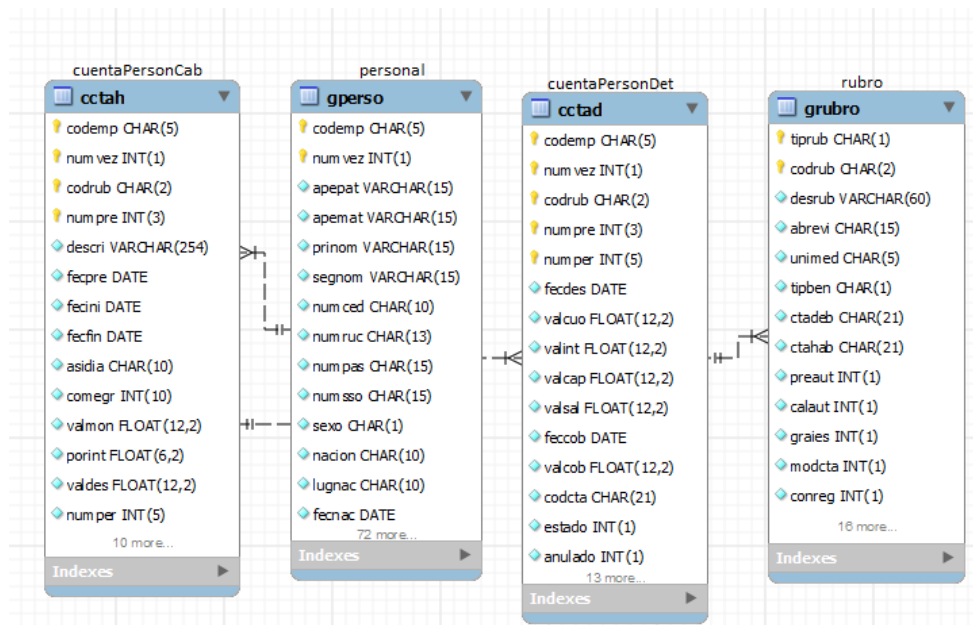 cuentaPersonCab
cctah
codemp CHAR(5)
numvez INT(1)
codrub CHAR(2)
numpre INT(3)
descri VARCHAR(254)
fecpre DATE
fecini DATE
fecfin DATE
asidia CHAR(10)
comegr INT(10)
valmon FLOAT(12,2)
porint FLOAT(6,2)
valdes FLOAT(12,2)
numper INT(5)
10 more...
Indexes
personal
gperso
codemp CHAR(5)
numvez INT(1)
apepat VARCHAR(15)
apemat VARCHAR(15)
prinom VARCHAR(15)
segnom VARCHAR(15)
numced CHAR(10)
numruc CHAR(13)
numpas CHAR(15)
numsso CHAR(15)
sexo CHAR(1)
nacion CHAR(10)
lugnac CHAR(10)
fecnac DATE
72 more...
Indexes
cuentaPersonDet
cctad
codemp CHAR(5)
numvez INT(1)
codrub CHAR(2)
numpre INT(3)
numper INT(5)
fecdes DATE
valcuo FLOAT(12,2)
valint FLOAT(12,2)
valcap FLOAT(12,2)
valsal FLOAT(12,2)
feccob DATE
valcob FLOAT(12,2)
codcta CHAR(21)
estado INT(1)
anulado INT(1)
13 more...
Indexes
rubro
grubro
tiprub CHAR(1)
codrub CHAR(2)
desrub VARCHAR(60)
abrevi CHAR(15)
unimed CHAR(5)
tipben CHAR(1)
ctadeb CHAR(21)
ctahab CHAR(21)
preaut INT(1)
calaut INT(1)
graies INT(1)
modcta INT(1)
conreg INT(1)
16 more...
Indexes